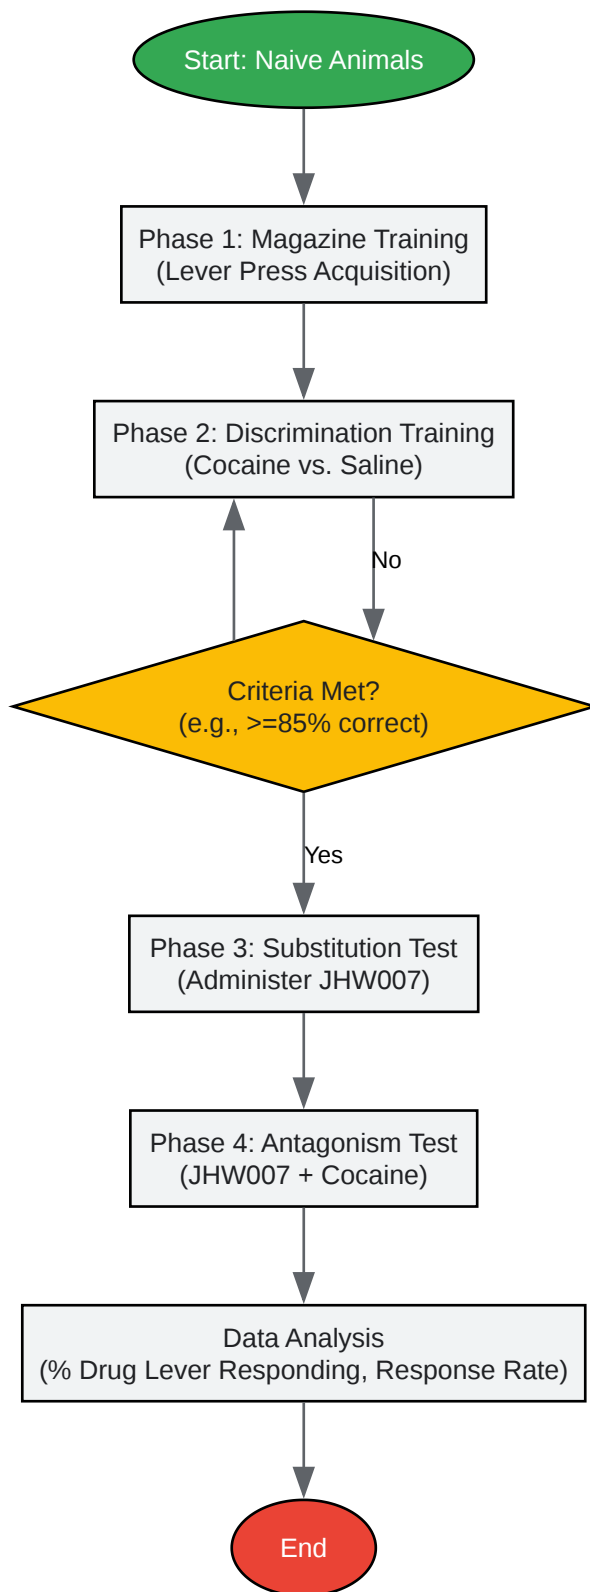 Start: Naive Animals
Phase 1: Magazine Training
(Lever Press Acquisition)
Phase 2: Discrimination Training
(Cocaine vs. Saline)
No
Criteria Met?
(e.g., >=85% correct)
Yes
Phase 3: Substitution Test
(Administer JHW007)
Phase 4: Antagonism Test
(JHW007 + Cocaine)
Data Analysis
(% Drug Lever Responding, Response Rate)
End